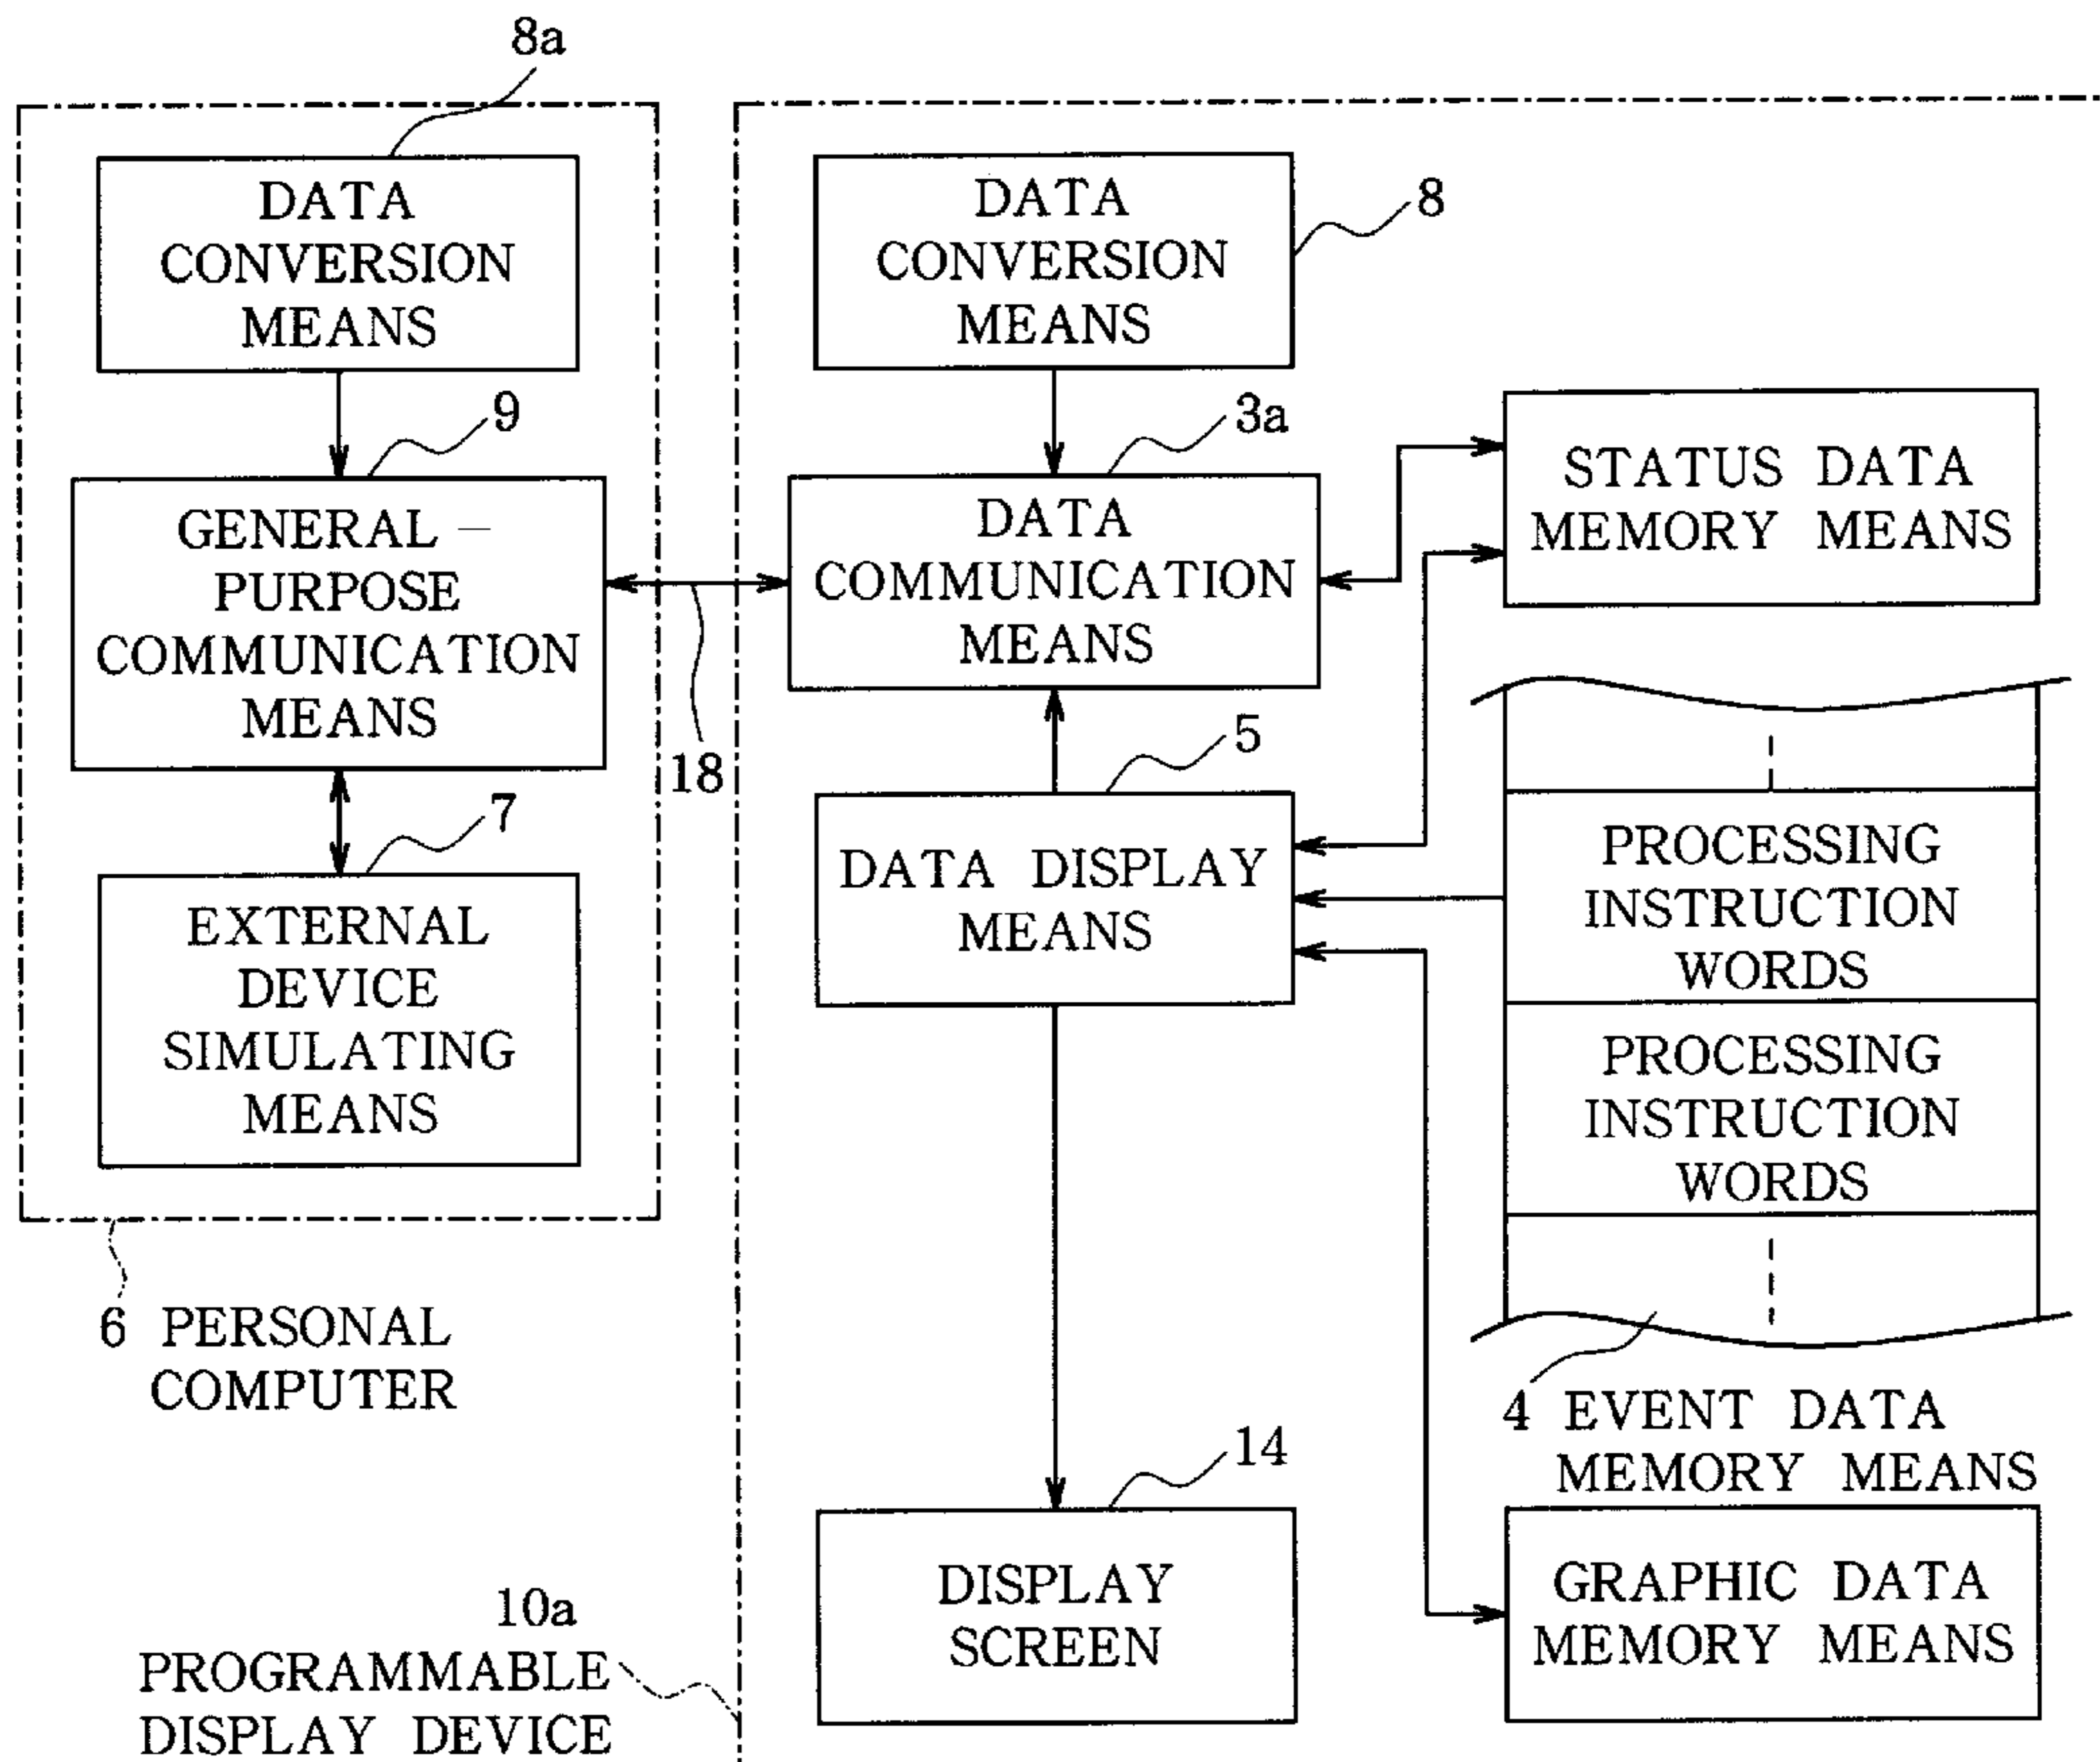 8a
DATA
CONVERSION
MEANS
9
GENERAL-
PURPOSE
COMMUNICATION
MEANS
18
7
EXTERNAL
DEVICE
SIMULATING
MEANS
6 PERSONAL
COMPUTER
DATA
CONVERSION
MEANS
8
3a
DATA
COMMUNICATION
MEANS
5
DATA DISPLAY
MEANS
14
DISPLAY
SCREEN
STATUS DATA
MEMORY MEANS
PROCESSING
INSTRUCTION
WORDS
PROCESSING
INSTRUCTION
WORDS
4 EVENT DATA
MEMORY MEANS
GRAPHIC DATA
MEMORY MEANS
10a
PROGRAMMABLE
DISPLAY DEVICE